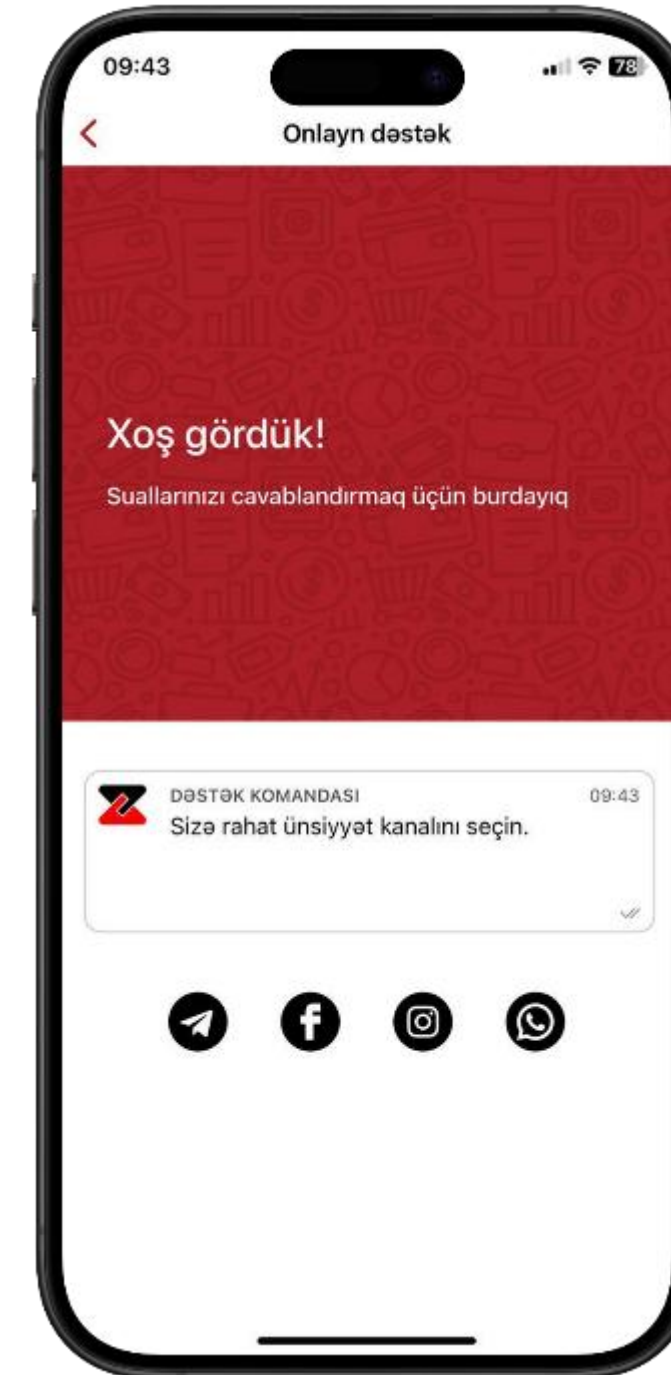 09:43
78
Onlayn dəstək
Xoş gördük!
Suallarınızı cavablandırmaq üçün burdayıq
DƏSTƏK KOMANDASI
09:43
Sizə rahat ünsiyyət kanalını seçin.